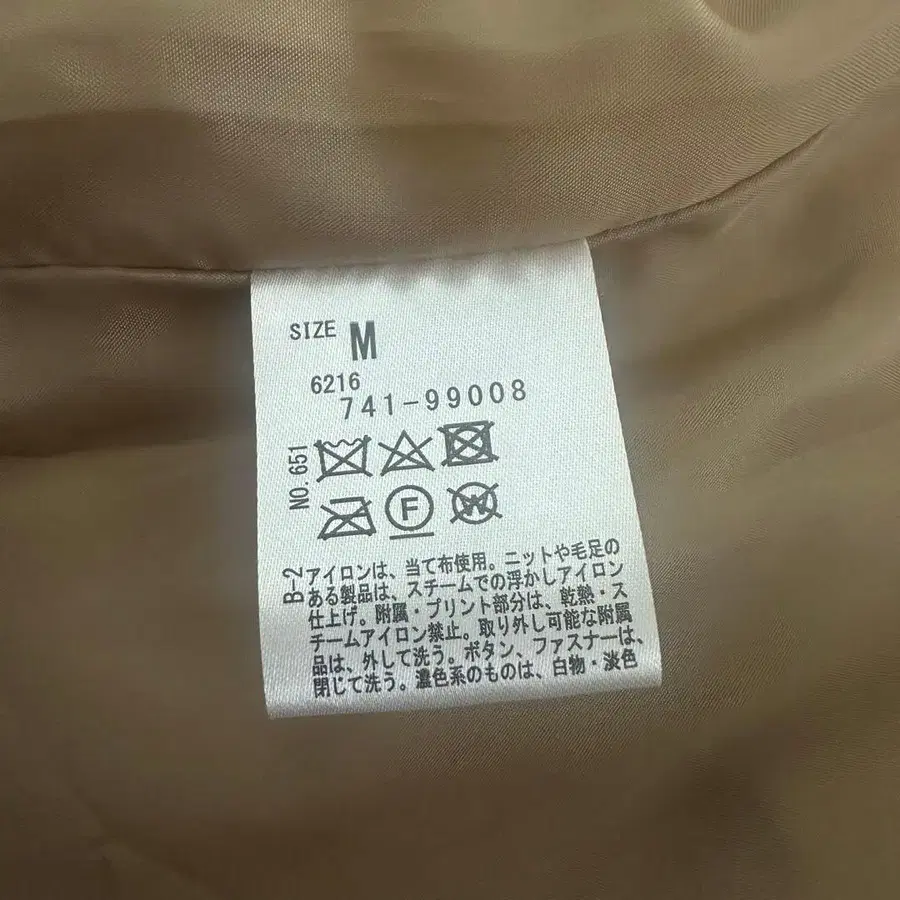 SIZE M
6216
741-99008
NO.651
F
W
B-2
アイロンは、当て布使用。ニットや毛足の
ある製品は、スチームでの浮かしアイロン
仕上げ。附属・プリント部分は、乾熱・ス
チームアイロン禁止。取り外し可能な附属
品は、外して洗う。ボタン、ファスナーは、
閉じて洗う。濃色系のものは、白物・淡色